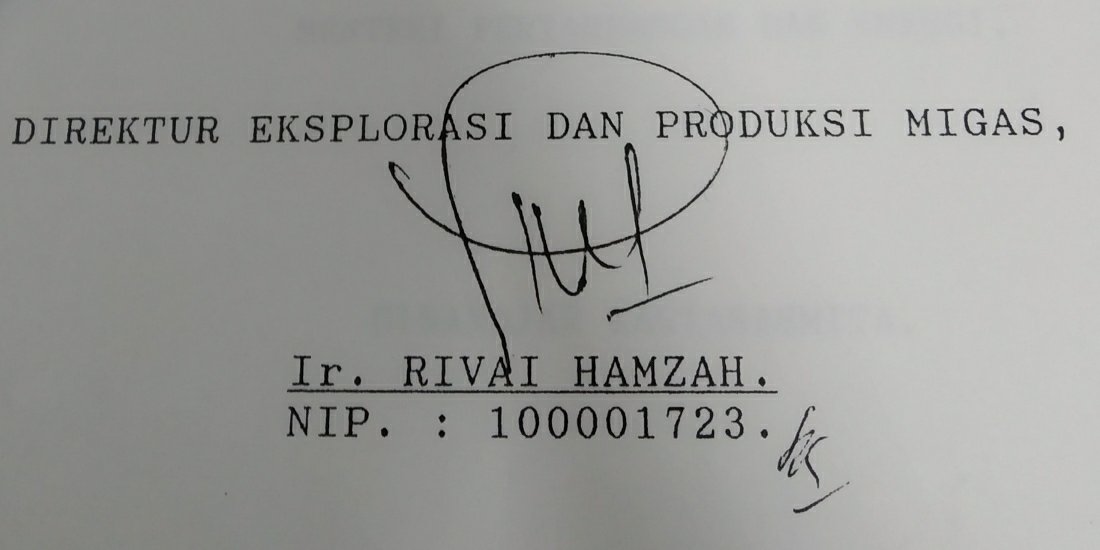 DIREKTUR EKSPLORASI DAN PRODUKSI MIGAS,
Ir. RIVAI HAMZAH.
NIP. : 100001723.